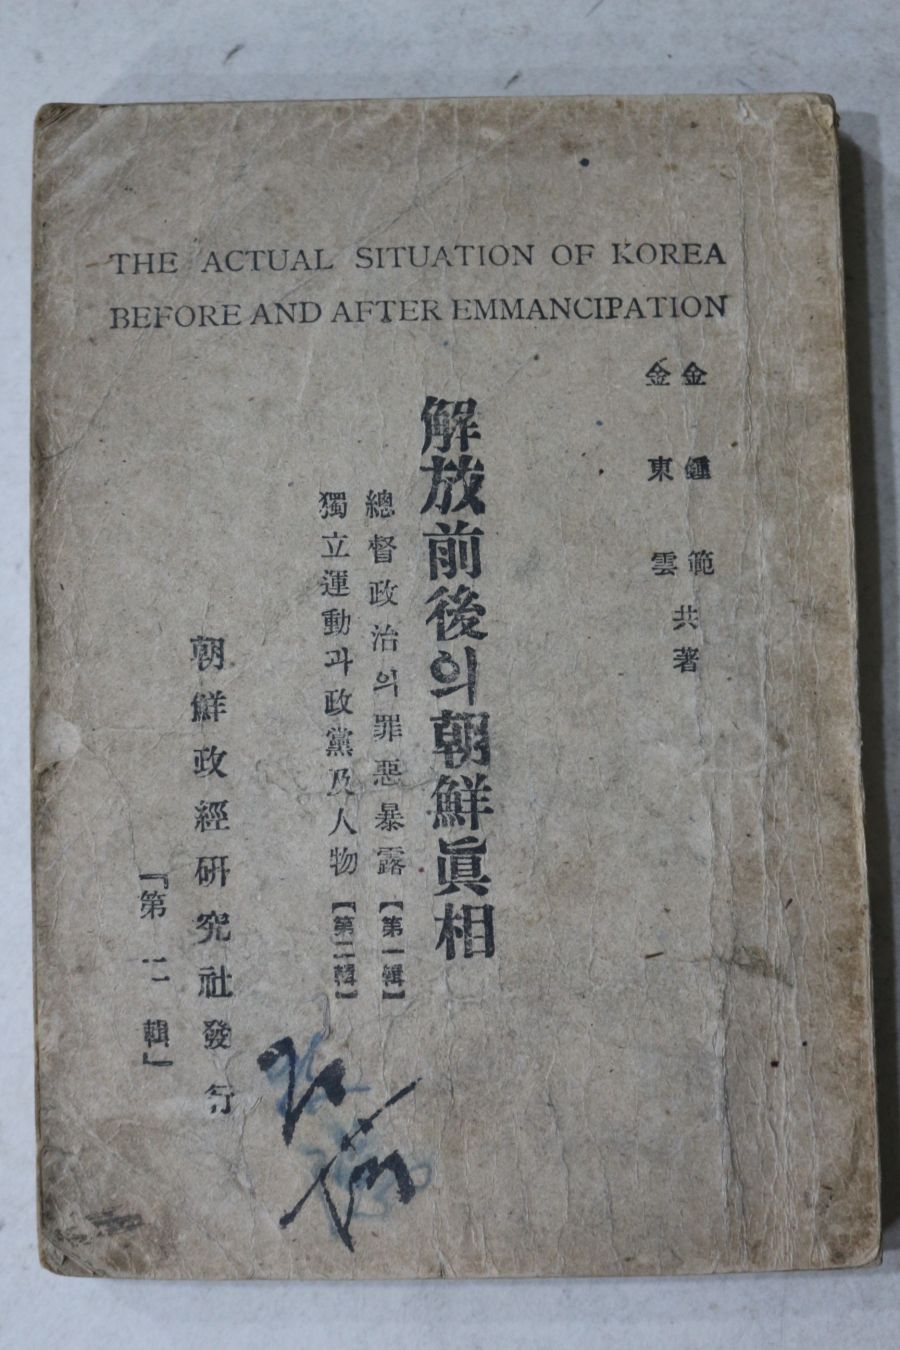 THE ACTUAL SITUATION OF KOREA
BEFORE AND AFTER EMMANCIPATION
金鍾範
金東雲
共著
解放前後의朝鮮眞相
總督政治의罪惡暴露【第一輯】
獨立運動과政黨及人物【第二輯】
朝鮮政經研究社發行
『第二輯』